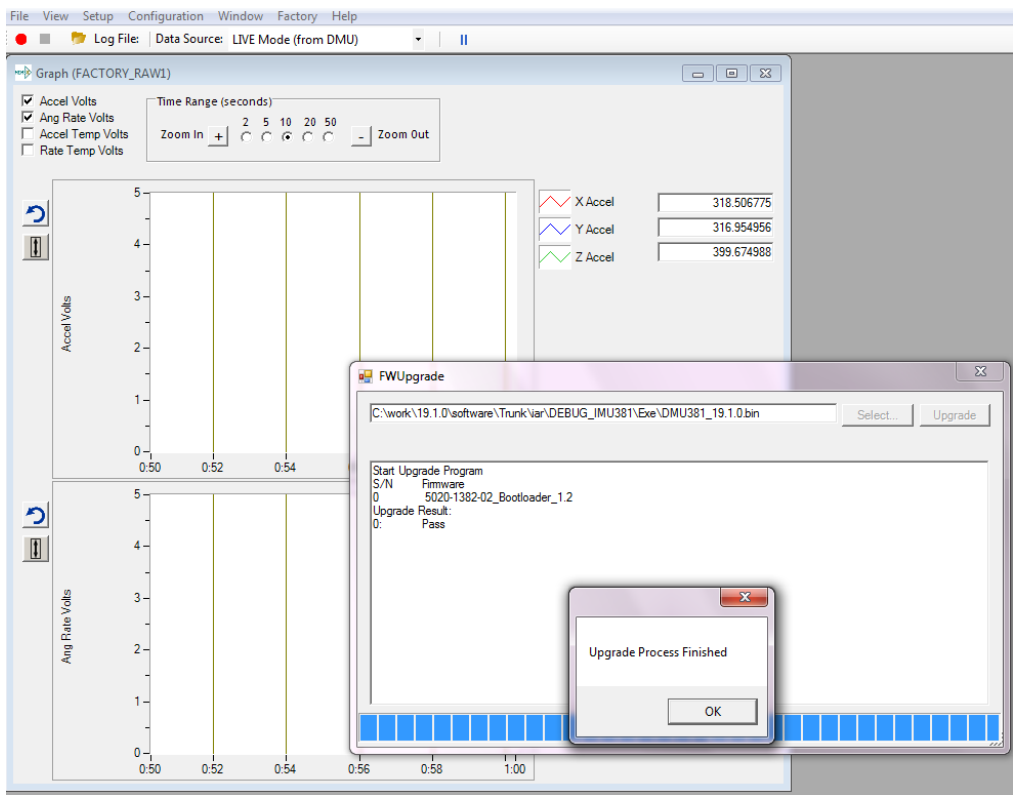 File View Setup Configuration Window Factory Help
Log File: Data Source: LIVE Mode (from DMU)
Graph (FACTORY_RAW1)
Accel Volts
Ang Rate Volts
Accel Temp Volts
Rate Temp Volts
Time Range (seconds)
2 5 10 20 50
Zoom In + - Zoom Out
5
4
3
2
1
0
Accel Volts
0:50 0:52 0:54
X Accel 318.506775
Y Accel 316.954956
Z Accel 399.674988
5
4
3
2
1
0
Ang Rate Volts
0:50 0:52 0:54 0:56 0:58 1:00
FWUpgrade
C:\work\19.1.0\software\Trunk\iar\DEBUG_IMU381\Exe\DMU381_19.1.0.bin Select... Upgrade
Start Upgrade Program
S/N Firmware
0 5020-1382-02_Bootloader_1.2
Upgrade Result:
0: Pass
Upgrade Process Finished
OK